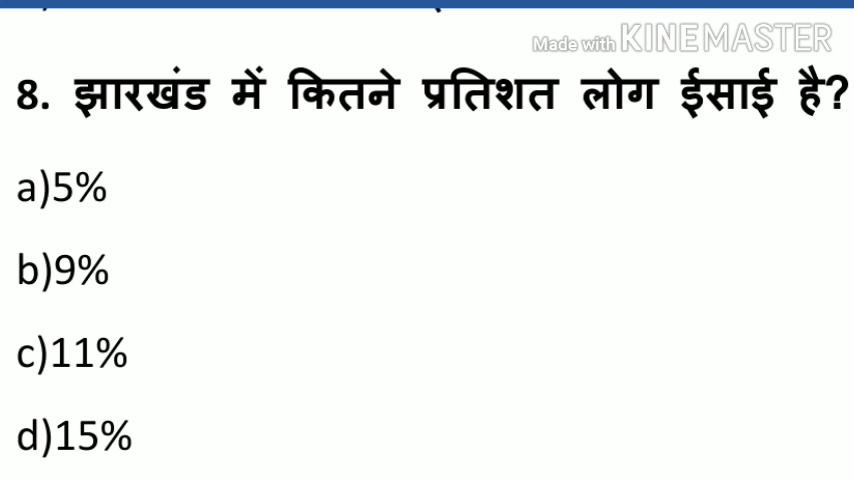 Made with KINEMASTER
8. झारखंड में कितने प्रतिशत लोग ईसाई है?
a)5%
b)9%
c)11%
d)15%